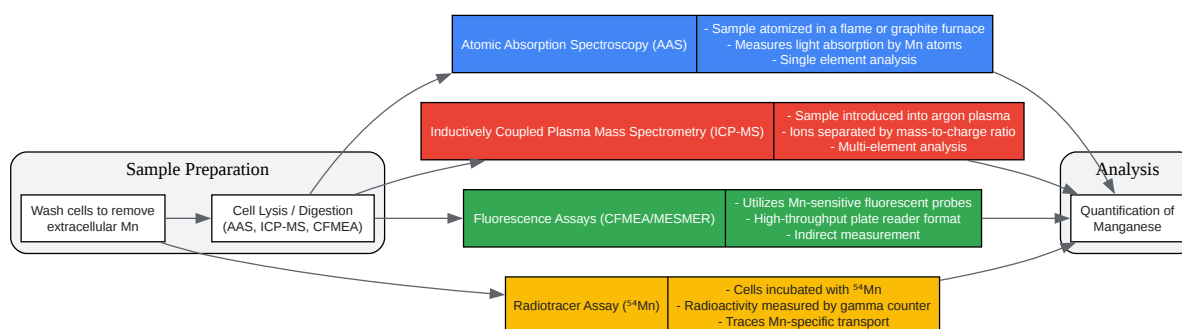 Atomic Absorption Spectroscopy (AAS)
- Sample atomized in a flame or graphite furnace
- Measures light absorption by Mn atoms
- Single element analysis
Inductively Coupled Plasma Mass Spectrometry (ICP-MS)
- Sample introduced into argon plasma
- Ions separated by mass-to-charge ratio
- Multi-element analysis
Sample Preparation
Wash cells to remove
extracellular Mn
Cell Lysis / Digestion
(AAS, ICP-MS, CFMEA)
Fluorescence Assays (CFMEA/MESMER)
- Utilizes Mn-sensitive fluorescent probes
- High-throughput plate reader format
- Indirect measurement
Radiotracer Assay (⁵⁴Mn)
- Cells incubated with ⁵⁴Mn
- Radioactivity measured by gamma counter
- Traces Mn-specific transport
Analysis
Quantification of
Manganese